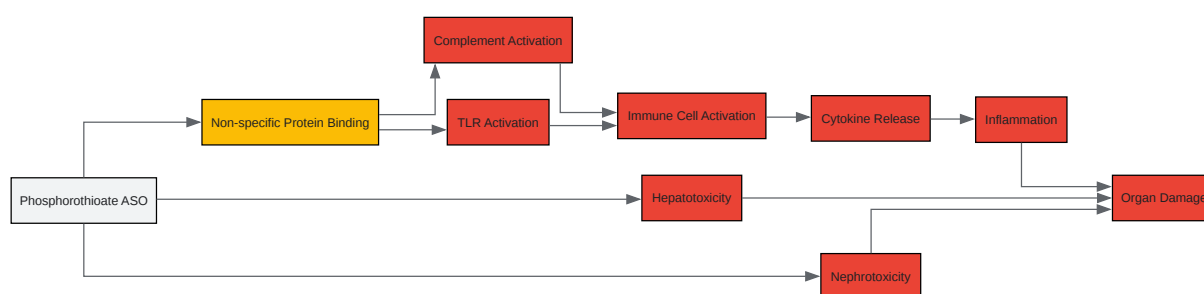 Complement Activation
Non-specific Protein Binding
TLR Activation
Immune Cell Activation
Cytokine Release
Inflammation
Phosphorothioate ASO
Hepatotoxicity
Organ Damage
Nephrotoxicity